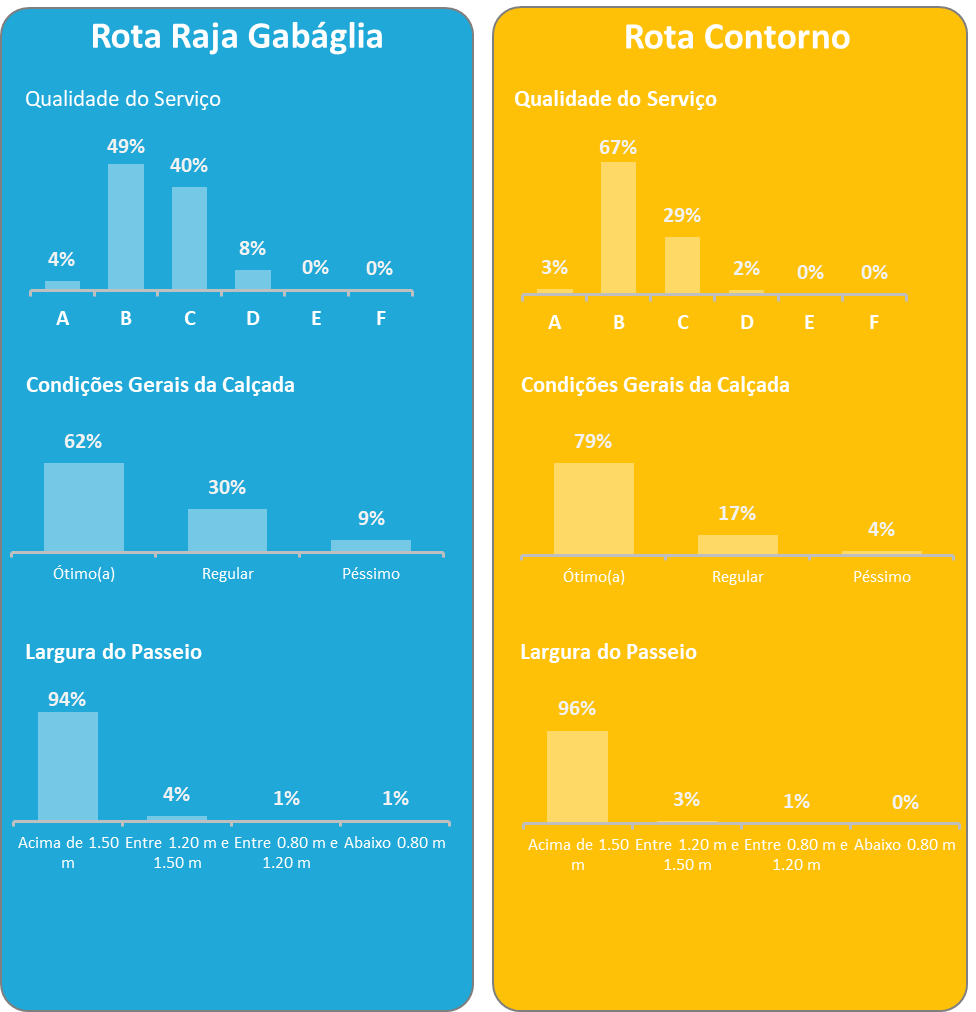 Rota Raja Gabáglia
Qualidade do Serviço
49%
40%
4%
8%
0%
0%
A B C D E F
Condições Gerais da Calçada
62%
30%
9%
Ótimo(a) Regular Péssimo
Largura do Passeio
94%
4%
1%
1%
Acima de 1.50 m
Entre 1.20 m e 1.50 m
Entre 0.80 m e 1.20 m
Abaixo 0.80 m
Rota Contorno
Qualidade do Serviço
67%
29%
3%
2%
0%
0%
A B C D E F
Condições Gerais da Calçada
79%
17%
4%
Ótimo(a) Regular Péssimo
Largura do Passeio
96%
3%
1%
0%
Acima de 1.50 m
Entre 1.20 m e 1.50 m
Entre 0.80 m e 1.20 m
Abaixo 0.80 m